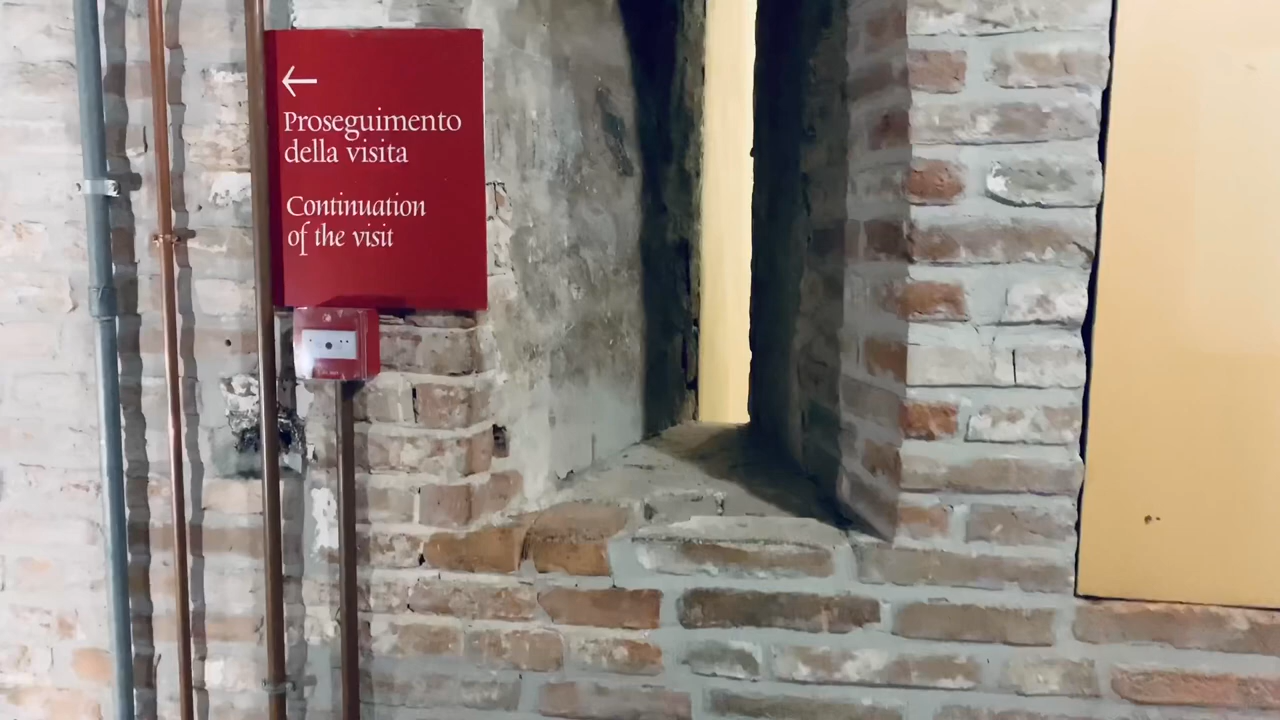 ←
Proseguimento
della visita
Continuation
of the visit